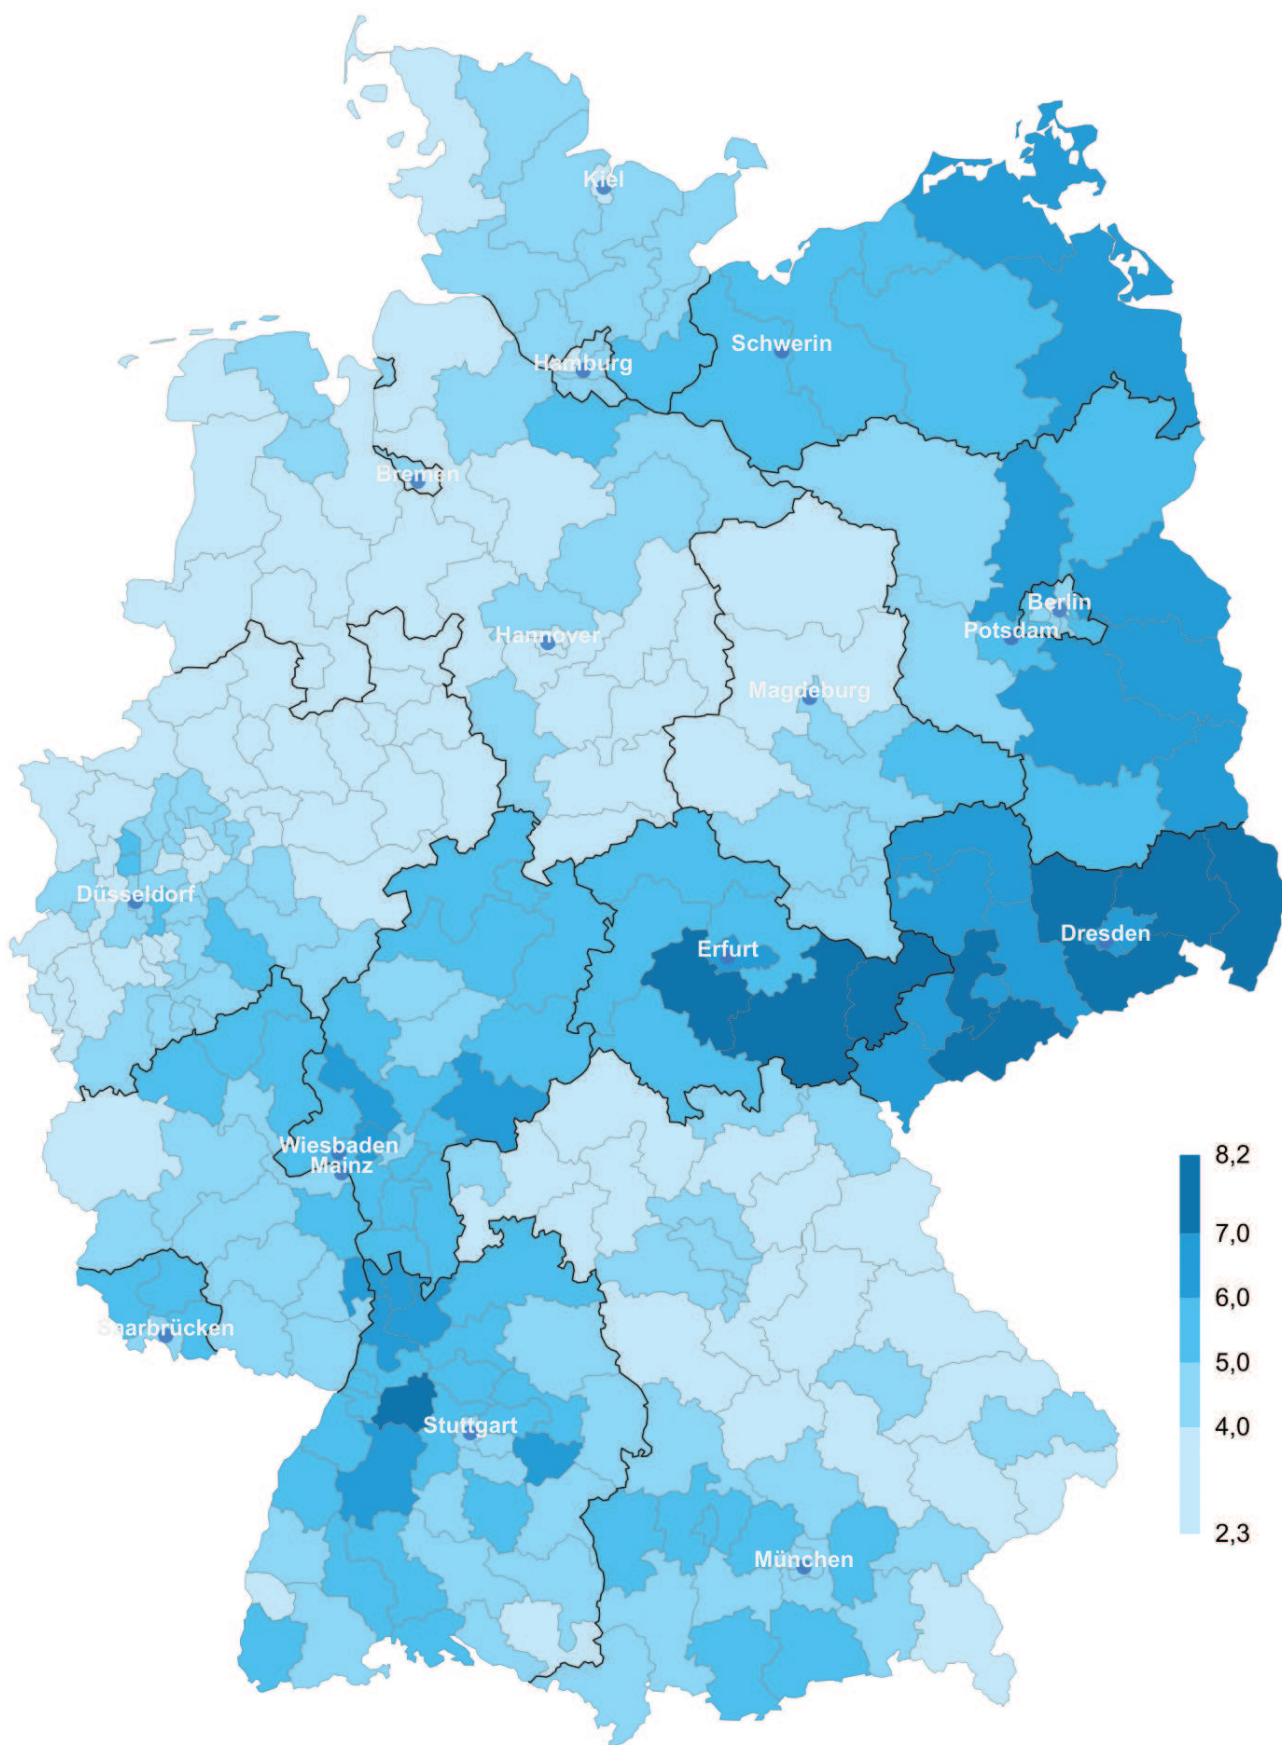 Kiel
Schwerin
Hamburg
Bremen
Berlin
Potsdam
Hannover
Magdeburg
Düsseldorf
Dresden
Erfurt
Wiesbaden
Mainz
Saarbrücken
Stuttgart
München
8,2
7,0
6,0
5,0
4,0
2,3